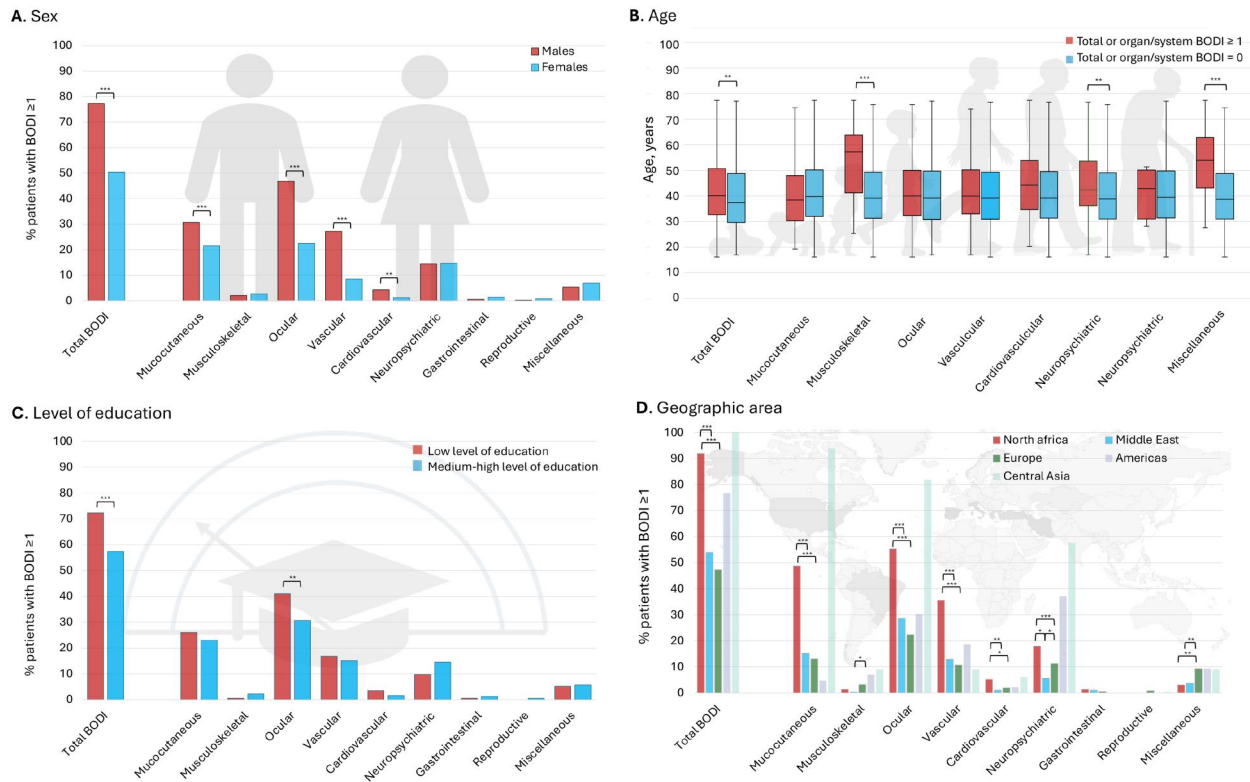 A. Sex
% patients with BODI ≥1
100
90
80
70
60
50
40
30
20
10
0
Males
Females
***
***
***
***
**
Total BODI
Mucocutaneous
Musculoskeletal
Ocular
Vascular
Cardiovascular
Neuropsychiatric
Gastrointestinal
Reproductive
Miscellaneous
B. Age
Age, years
100
90
80
70
60
50
40
30
20
10
0
Total or organ/system BODI ≥ 1
Total or organ/system BODI = 0
**
***
**
***
Total BODI
Mucocutaneous
Musculoskeletal
Ocular
Vasculular
Cardiovasculcular
Neuropsychiatric
Neuropsychiatric
Miscellaneous
C. Level of education
% patients with BODI ≥1
100
90
80
70
60
50
40
30
20
10
0
Low level of education
Medium-high level of education
***
**
Total BODI
Mucocutaneous
Musculoskeletal
Ocular
Vascular
Cardiovascular
Neuropsychiatric
Gastrointestinal
Reproductive
Miscellaneous
D. Geographic area
% patients with BODI ≥1
100
90
80
70
60
50
40
30
20
10
0
North africa
Middle East
Europe
Americas
Central Asia
***
***
***
***
*
***
***
***
***
**
*
***
* *
**
**
Total BODI
Mucocutaneous
Musculoskeletal
Ocular
Vascular
Cardiovascular
Neuropsychiatric
Gastrointestinal
Reproductive
Miscellaneous